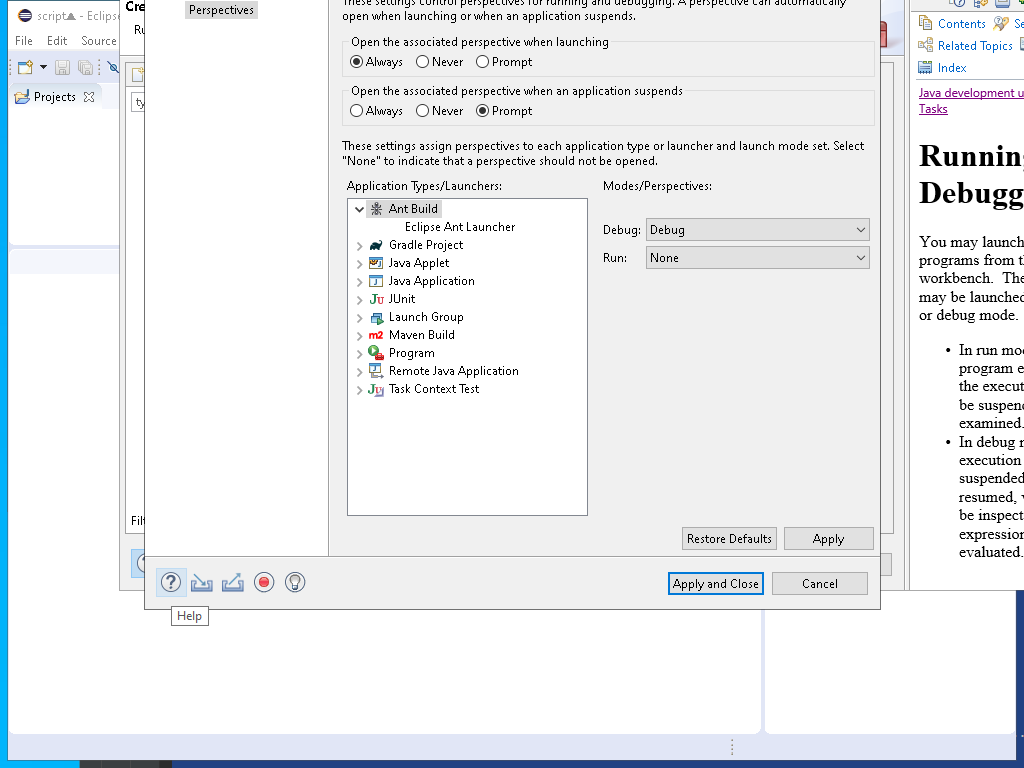 script - Eclipse
File Edit Source
Projects
Cre
Ru
ty
Filt
Perspectives
These settings control perspectives for running and debugging. A perspective can automatically
open when launching or when an application suspends.
Open the associated perspective when launching
Always Never Prompt
Open the associated perspective when an application suspends
Always Never Prompt
These settings assign perspectives to each application type or launcher and launch mode set. Select
"None" to indicate that a perspective should not be opened.
Application Types/Launchers:
Modes/Perspectives:
Ant Build
Eclipse Ant Launcher
Gradle Project
Java Applet
Java Application
JU JUnit
Launch Group
m2 Maven Build
Program
Remote Java Application
Task Context Test
Debug: Debug
Run: None
Restore Defaults Apply
Apply and Close Cancel
Help
Contents Se
Related Topics
Index
Java development u
Tasks
Running
Debugg
You may launch
programs from th
workbench. The
may be launched
or debug mode.
• In run mod
program e
the execut
be suspend
examined.
• In debug m
execution
suspended
resumed, v
be inspect
expression
evaluated.